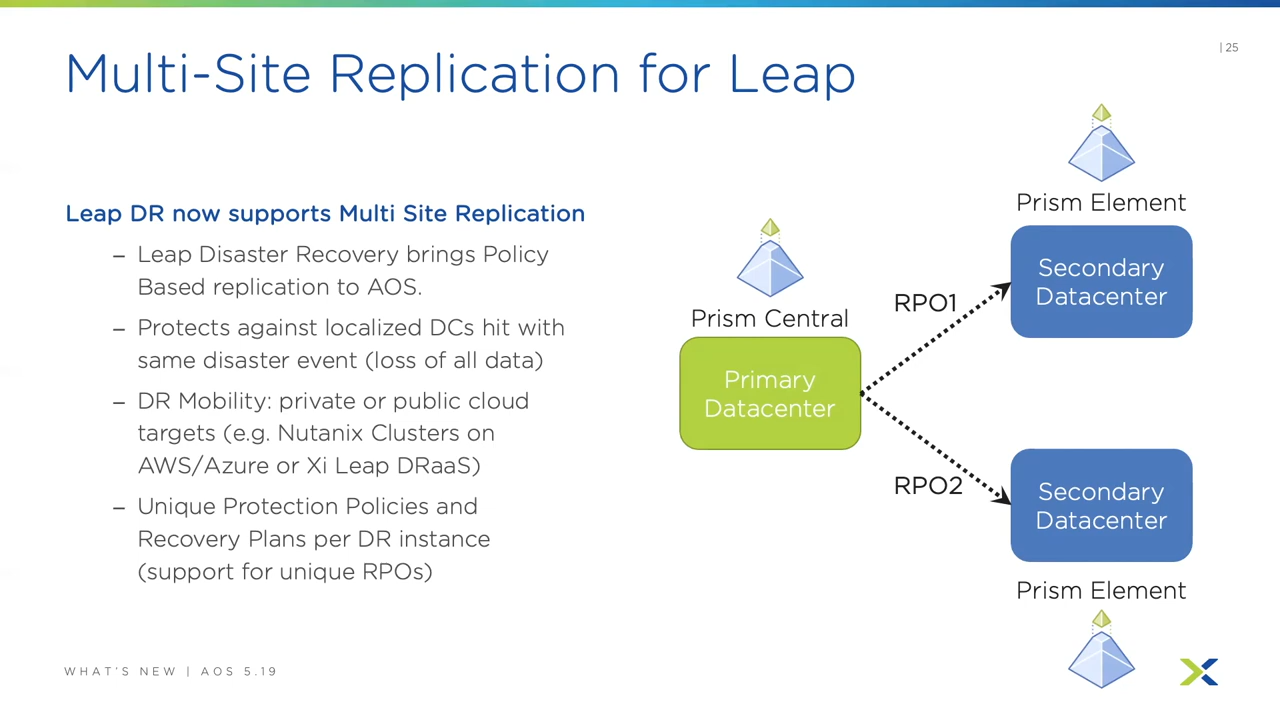 | 25
Multi-Site Replication for Leap
Leap DR now supports Multi Site Replication
– Leap Disaster Recovery brings Policy
Based replication to AOS.
– Protects against localized DCs hit with
same disaster event (loss of all data)
– DR Mobility: private or public cloud
targets (e.g. Nutanix Clusters on
AWS/Azure or Xi Leap DRaaS)
– Unique Protection Policies and
Recovery Plans per DR instance
(support for unique RPOs)
Prism Central
Primary
Datacenter
RPO1
RPO2
Prism Element
Secondary
Datacenter
Secondary
Datacenter
Prism Element
WHAT'S NEW | AOS 5.19